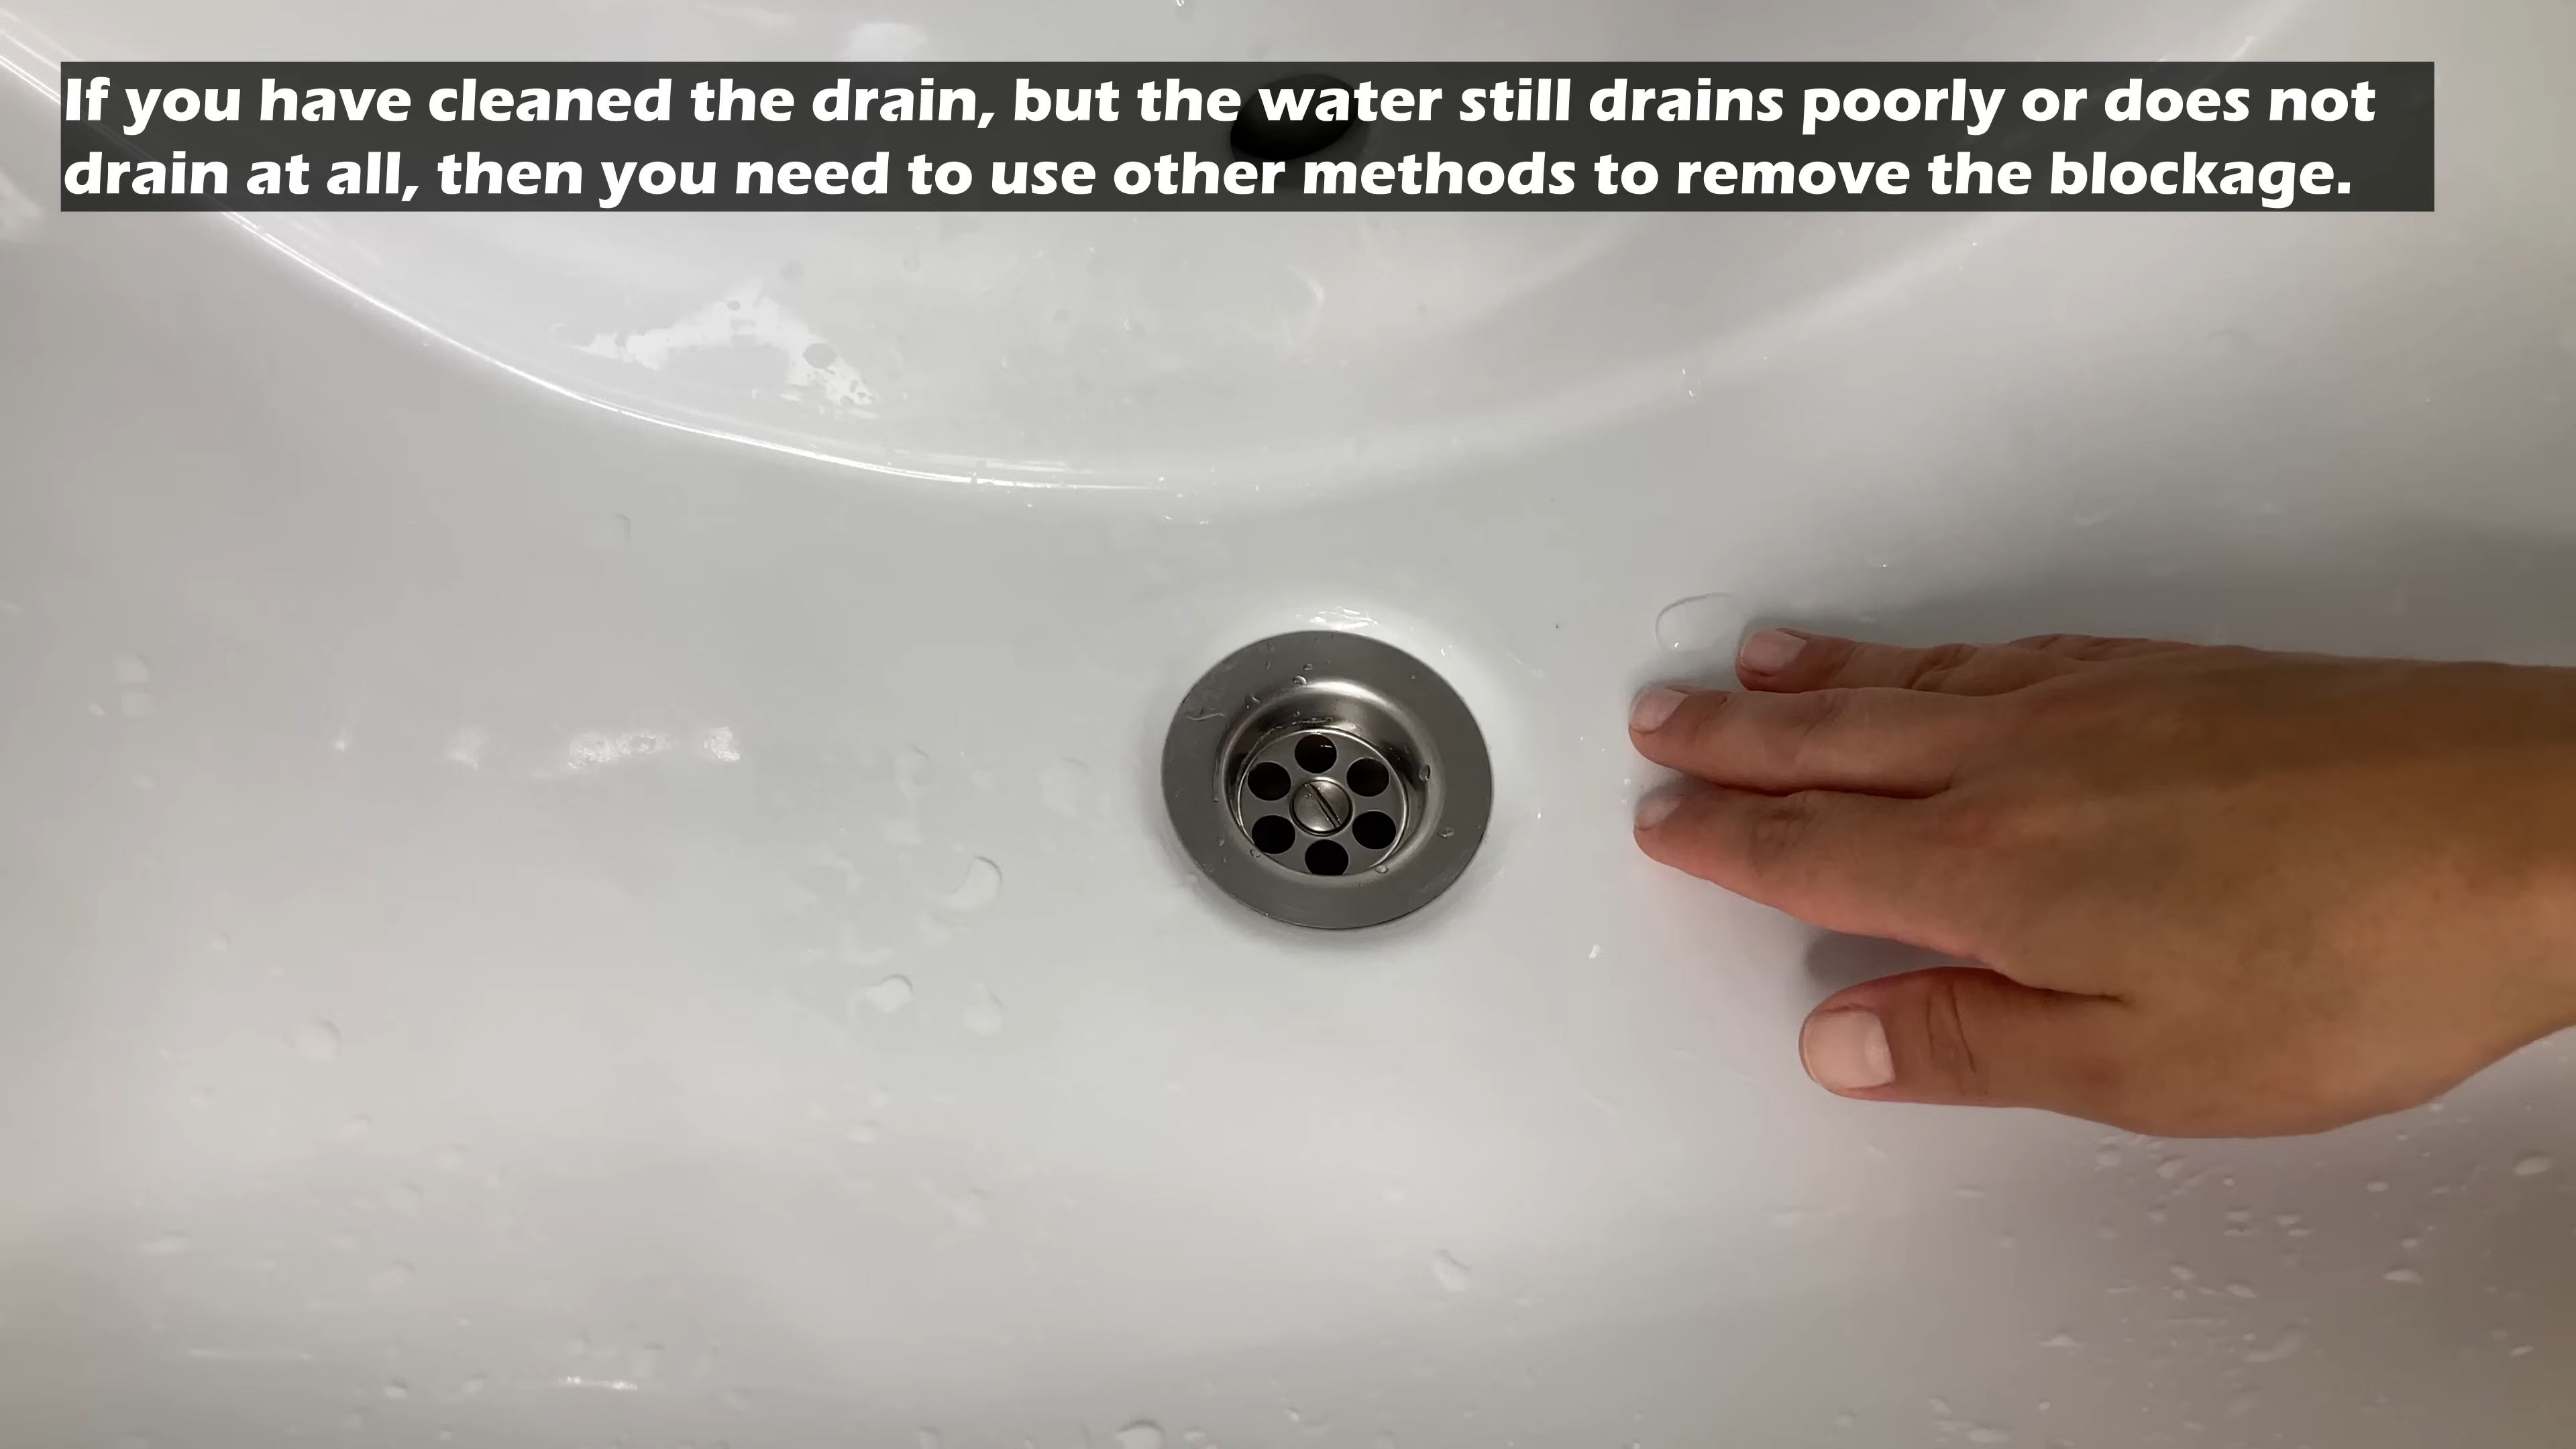 If you have cleaned the drain, but the water still drains poorly or does not
drain at all, then you need to use other methods to remove the blockage.